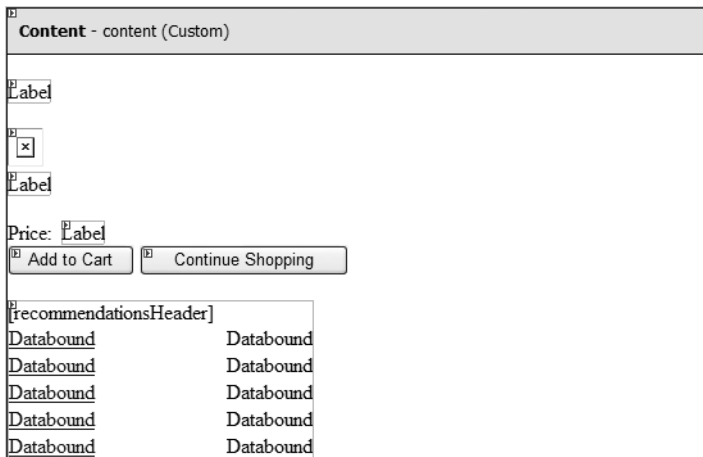 Content - content (Custom)
Label
Label
Price: Label
Add to Cart Continue Shopping
[recommendationsHeader]
Databound Databound
Databound Databound
Databound Databound
Databound Databound
Databound Databound